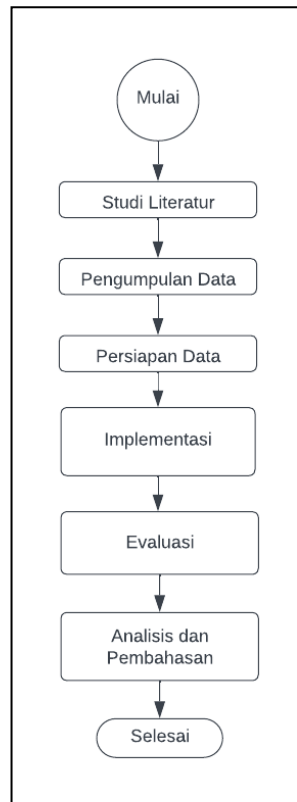 Mulai
Studi Literatur
Pengumpulan Data
Persiapan Data
Implementasi
Evaluasi
Analisis dan
Pembahasan
Selesai